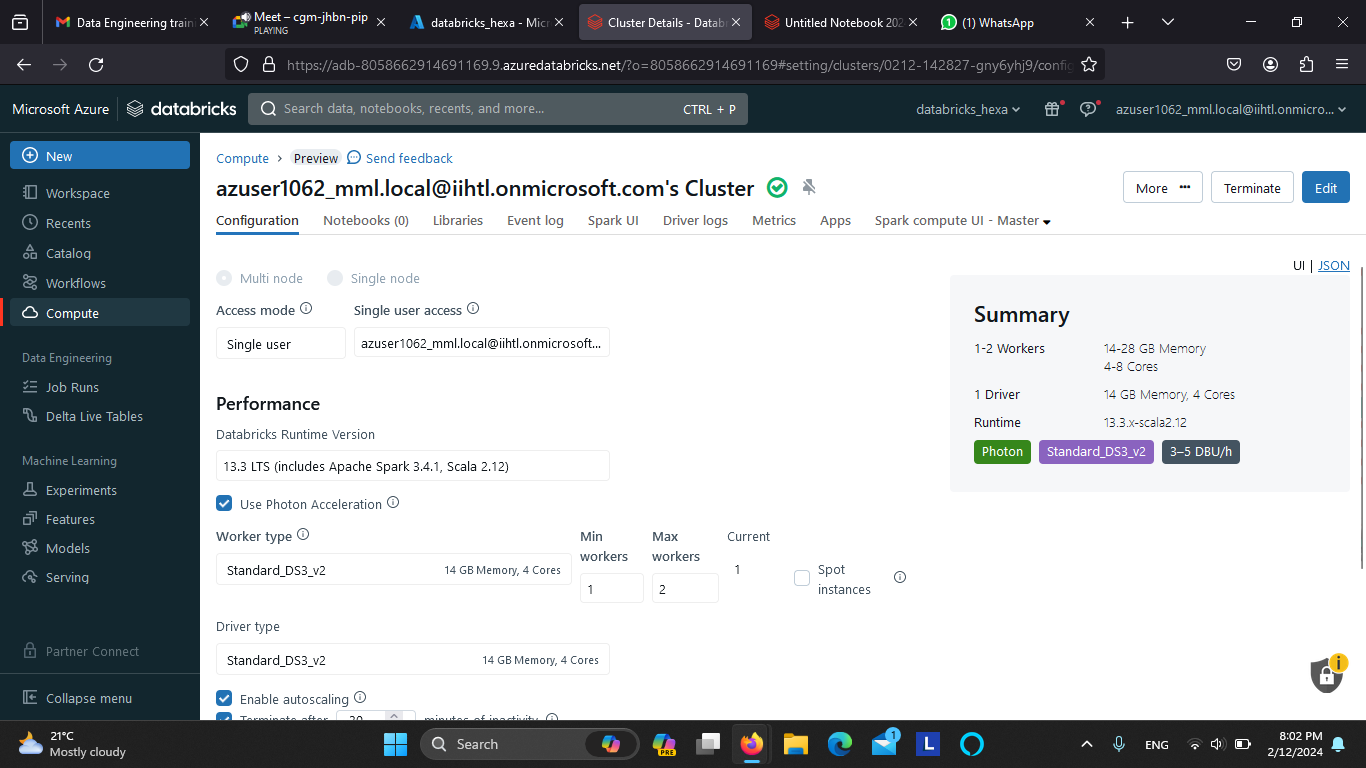 Data Engineering train
Meet – cgm-jhbn-pip
PLAYING
databricks_hexa - Micr
Cluster Details - Datab
Untitled Notebook 202
(1) WhatsApp
https://adb-8058662914691169.9.azuredatabricks.net/?o=8058662914691169#setting/clusters/0212-142827-gny6yhj9/config
Microsoft Azure
databricks
Search data, notebooks, recents, and more...
CTRL + P
databricks_hexa
azuser1062_mml.local@iihtl.onmicro...
New
Workspace
Recents
Catalog
Workflows
Compute
Data Engineering
Job Runs
Delta Live Tables
Machine Learning
Experiments
Features
Models
Serving
Partner Connect
Collapse menu
Compute › Preview Send feedback
azuser1062_mml.local@iihtl.onmicrosoft.com's Cluster
More ··· Terminate Edit
Configuration Notebooks (0) Libraries Event log Spark UI Driver logs Metrics Apps Spark compute UI - Master
UI | JSON
Multi node Single node
Access mode Single user access
Single user azuser1062_mml.local@iihtl.onmicrosoft...
Performance
Databricks Runtime Version
13.3 LTS (includes Apache Spark 3.4.1, Scala 2.12)
Use Photon Acceleration
Worker type
Min
workers
Max
workers
Current
Standard_DS3_v2 14 GB Memory, 4 Cores
1
2
1
Spot
instances
Driver type
Standard_DS3_v2 14 GB Memory, 4 Cores
Enable autoscaling
Terminate after 30 minutes of inactivity
Summary
1-2 Workers 14-28 GB Memory
4-8 Cores
1 Driver 14 GB Memory, 4 Cores
Runtime 13.3.x-scala2.12
Photon Standard_DS3_v2 3–5 DBU/h
21°C
Mostly cloudy
Search
PRE
1
L
ENG
8:02 PM
2/12/2024